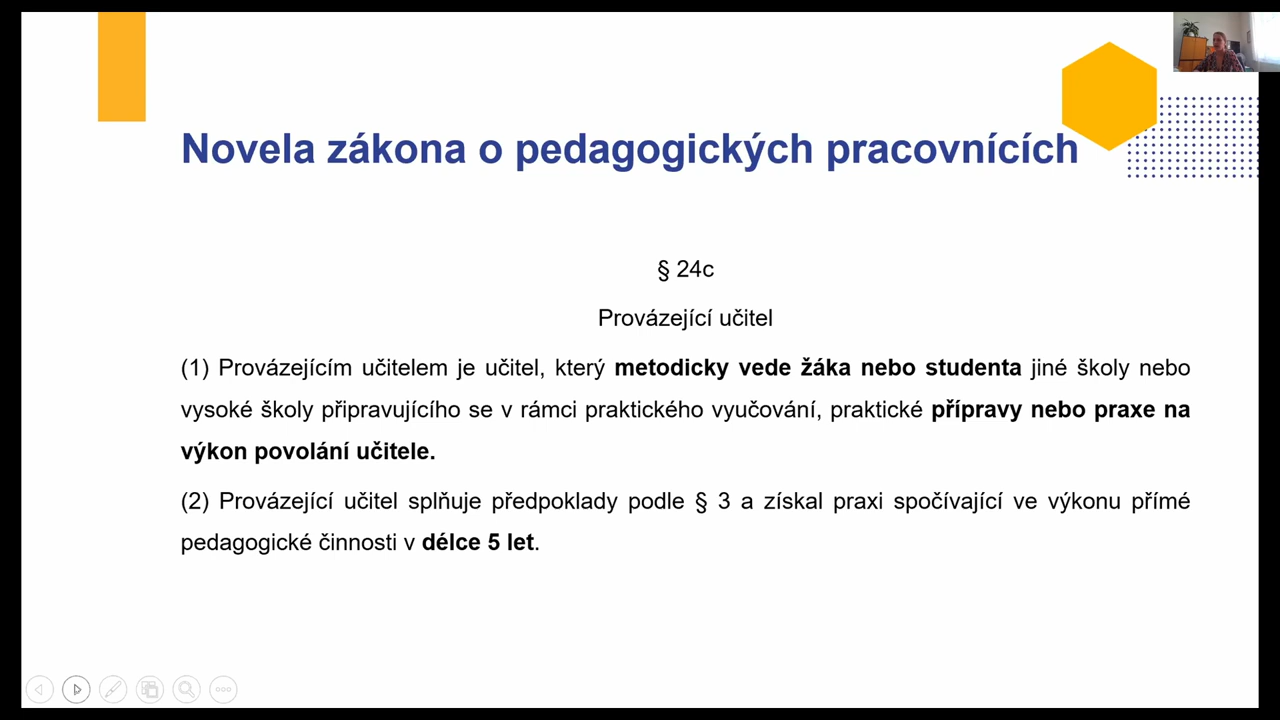 Novela zákona o pedagogických pracovnících
§ 24c
Provázející učitel
(1) Provázejícím učitelem je učitel, který metodicky vede žáka nebo studenta jiné školy nebo
vysoké školy připravujícího se v rámci praktického vyučování, praktické přípravy nebo praxe na
výkon povolání učitele.
(2) Provázející učitel splňuje předpoklady podle § 3 a získal praxi spočívající ve výkonu přímé
pedagogické činnosti v délce 5 let.